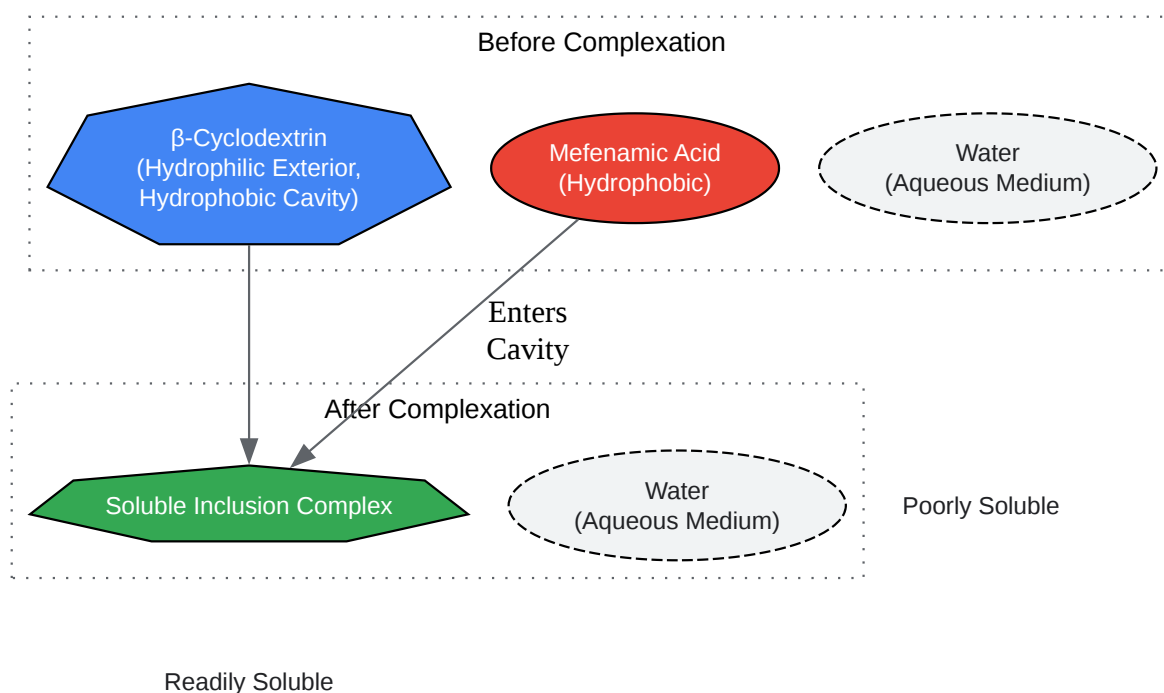 Before Complexation
β-Cyclodextrin
(Hydrophilic Exterior,
Hydrophobic Cavity)
Mefenamic Acid
(Hydrophobic)
Water
(Aqueous Medium)
Enters
Cavity
After Complexation
Soluble Inclusion Complex
Water
(Aqueous Medium)
Poorly Soluble
Readily Soluble